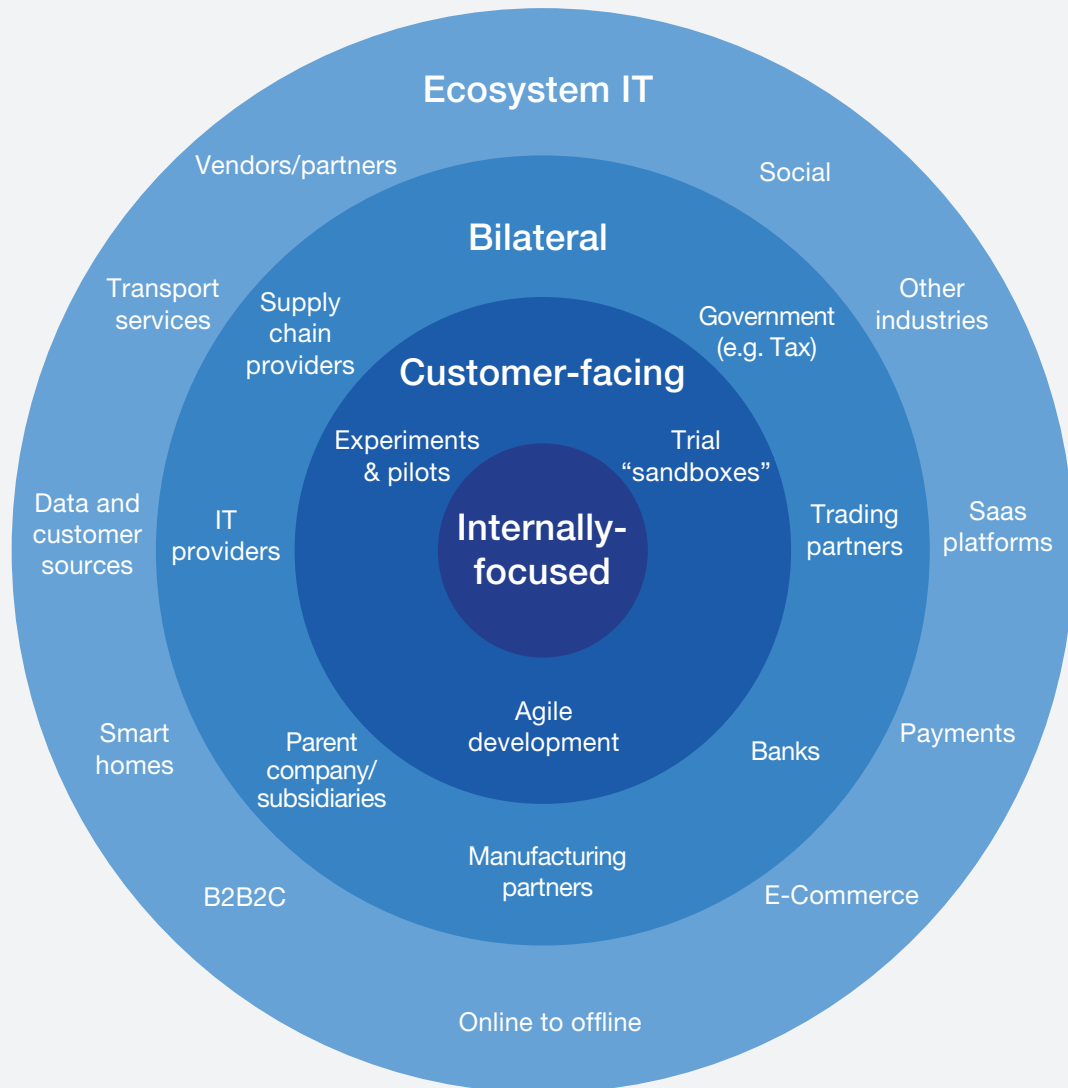 Ecosystem IT
Vendors/partners
Social
Transport
services
Other
industries
Data and
customer
sources
Saas
platforms
Smart
homes
Payments
B2B2C
E-Commerce
Online to offline
Bilateral
Supply
chain
providers
Government
(e.g. Tax)
IT
providers
Trading
partners
Parent
company/
subsidiaries
Banks
Manufacturing
partners
Customer-facing
Experiments
& pilots
Trial
“sandboxes”
Agile
development
Internally-
focused